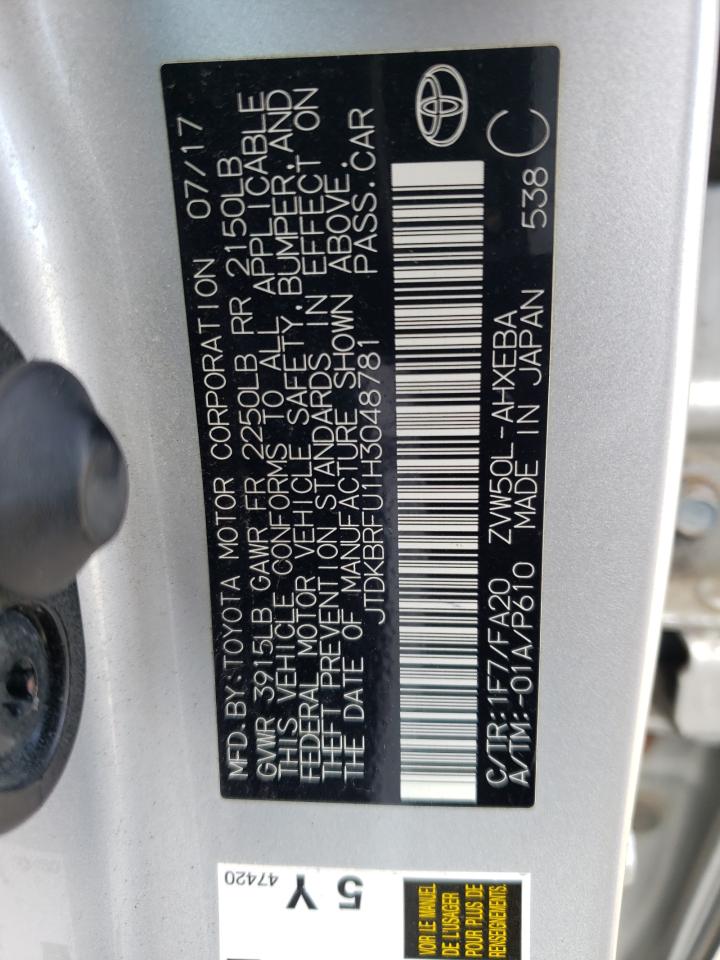 MFD. BY: TOYOTA MOTOR CORPORATION 07/17
GVWR 3915LB GAWR FR 2250LB RR 2150LB
THIS VEHICLE CONFORMS TO ALL APPLICABLE
FEDERAL MOTOR VEHICLE SAFETY, BUMPER, AND
THEFT PREVENTION STANDARDS IN EFFECT ON
THE DATE OF MANUFACTURE SHOWN ABOVE.
JTDKBRFU1H3048781 PASS. CAR
C/TR: 1F7/FA20 ZVW50L-AHXEBA
A/TM: -01A/P610 MADE IN JAPAN 538 C
5 Y
47420
VOIR LE MANUEL
DE L'USAGER
POUR PLUS DE
RENSEIGNEMENTS.